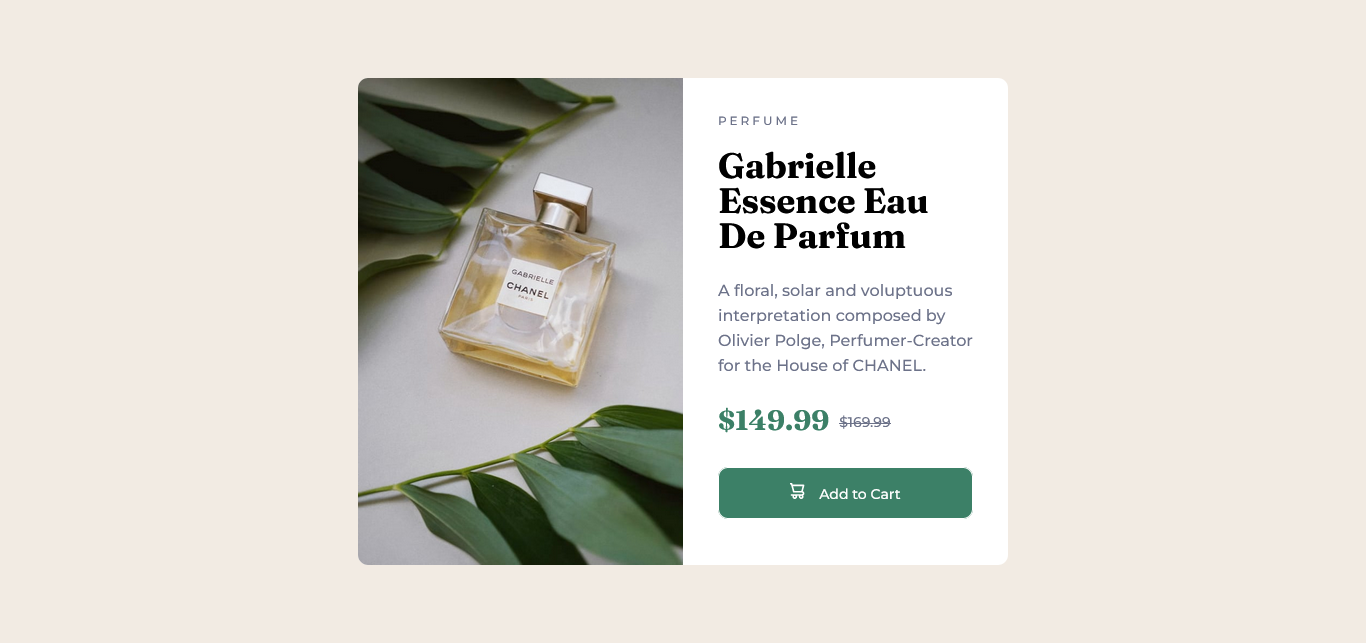 PERFUME
Gabrielle
Essence Eau
De Parfum
A floral, solar and voluptuous
interpretation composed by
Olivier Polge, Perfumer-Creator
for the House of CHANEL.
$149.99 $169.99
Add to Cart
GABRIELLE
CHANEL
PARIS